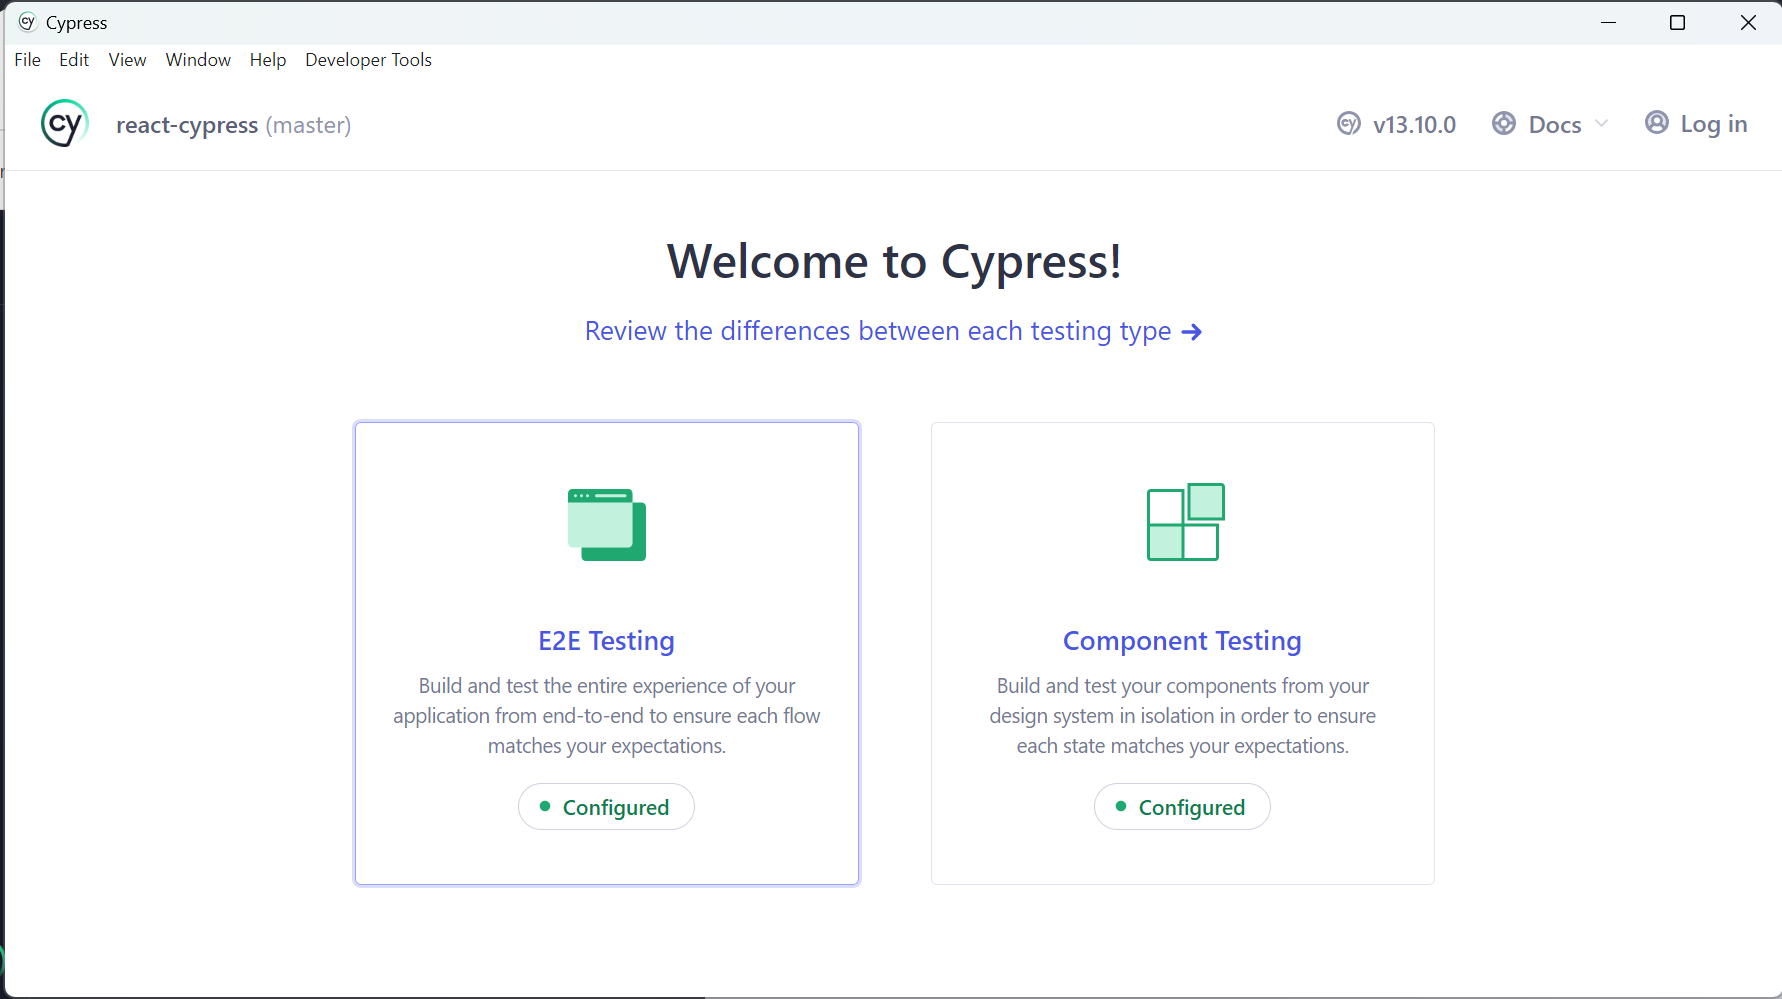 Cypress
File Edit View Window Help Developer Tools
cy react-cypress (master) cy v13.10.0 Docs Log in
Welcome to Cypress!
Review the differences between each testing type →
E2E Testing
Build and test the entire experience of your
application from end-to-end to ensure each flow
matches your expectations.
Configured
Component Testing
Build and test your components from your
design system in isolation in order to ensure
each state matches your expectations.
Configured